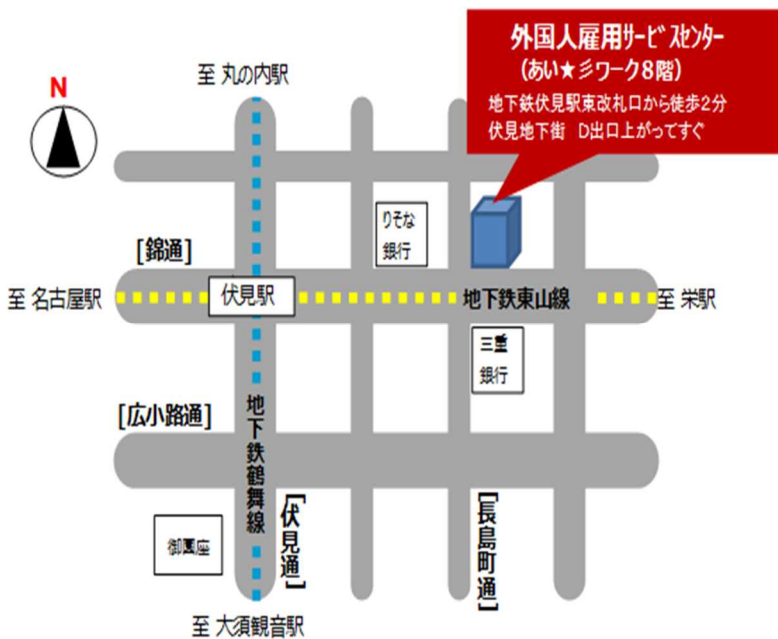 外国人雇用サービスセンター
(あい★彡ワーク8階)
地下鉄伏見駅東改札口から徒歩2分
伏見地下街 D出口上がってすぐ
N
至 丸の内駅
りそな
銀行
[錦通]
至 名古屋駅
伏見駅
地下鉄東山線
至 栄駅
三重
銀行
[広小路通]
地下鉄鶴舞線
御園座
[伏見通]
[長島町通]
至 大須観音駅